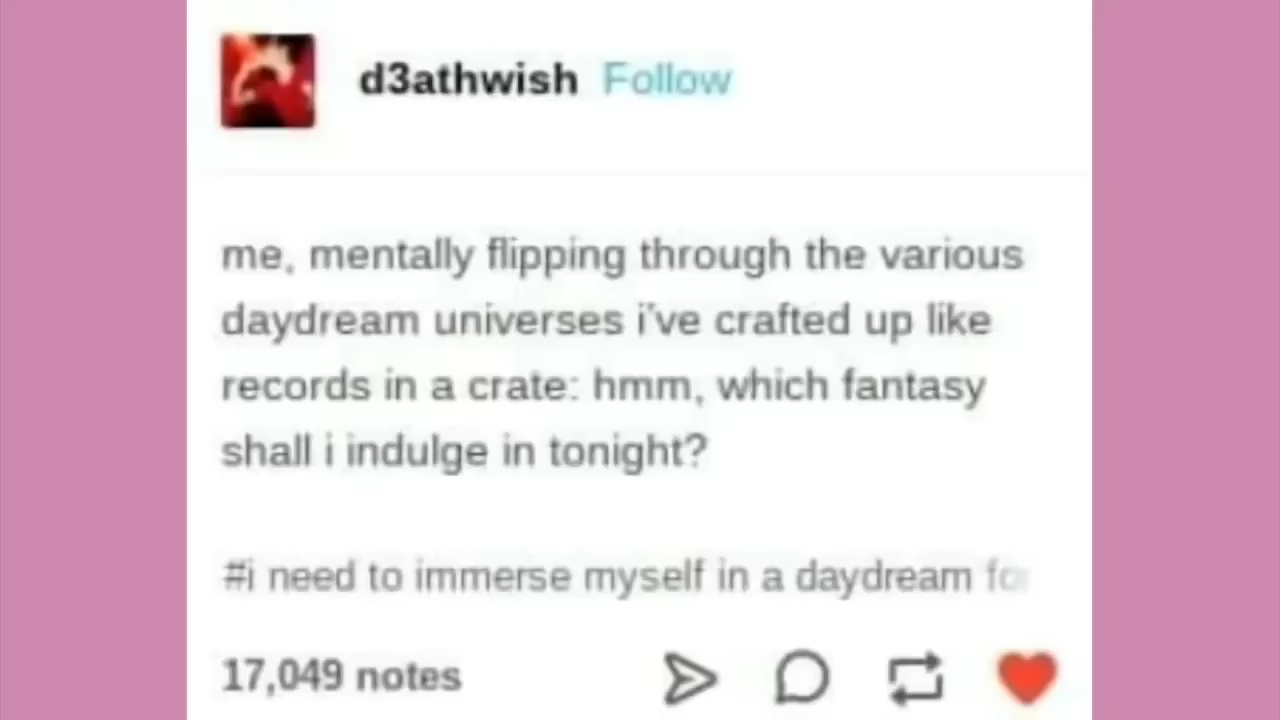 d3athwish Follow
me, mentally flipping through the various
daydream universes i've crafted up like
records in a crate: hmm, which fantasy
shall i indulge in tonight?
#i need to immerse myself in a daydream for
17,049 notes